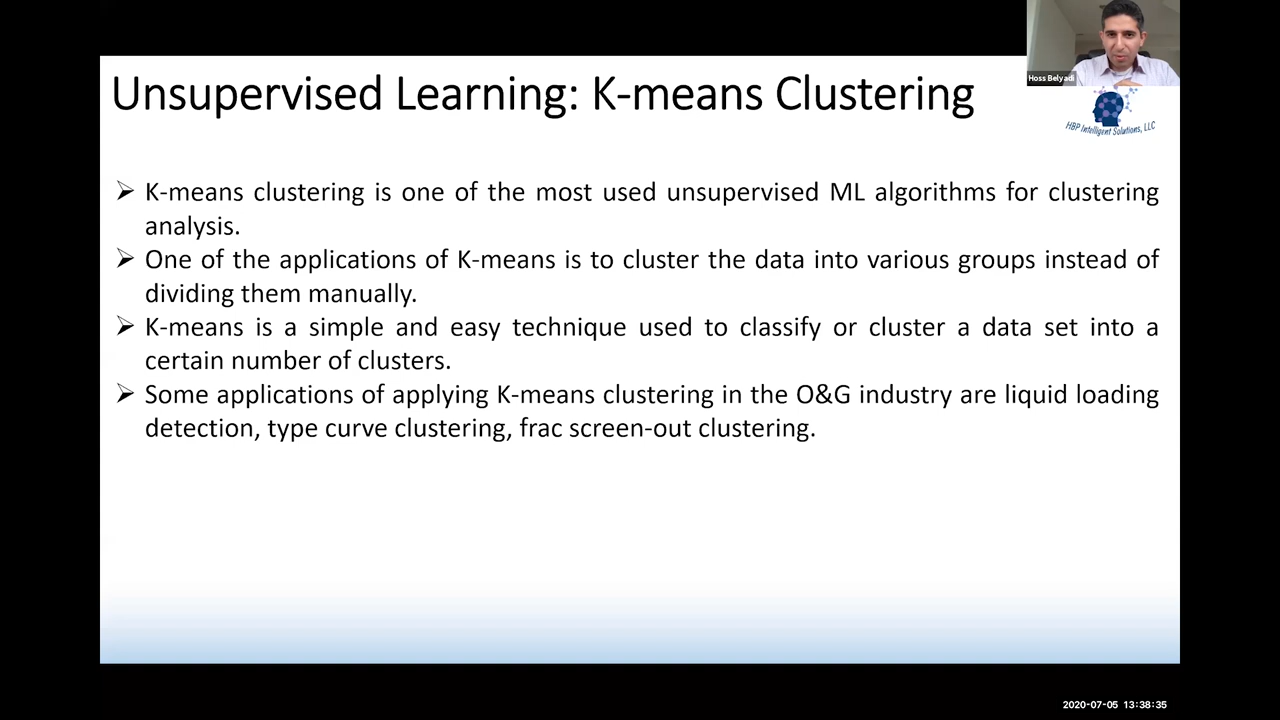 Unsupervised Learning: K-means Clustering
Hoss Belyadi
HBP Intelligent Solutions, LLC
➢ K-means clustering is one of the most used unsupervised ML algorithms for clustering
analysis.
➢ One of the applications of K-means is to cluster the data into various groups instead of
dividing them manually.
➢ K-means is a simple and easy technique used to classify or cluster a data set into a
certain number of clusters.
➢ Some applications of applying K-means clustering in the O&G industry are liquid loading
detection, type curve clustering, frac screen-out clustering.
2020-07-05 13:38:35